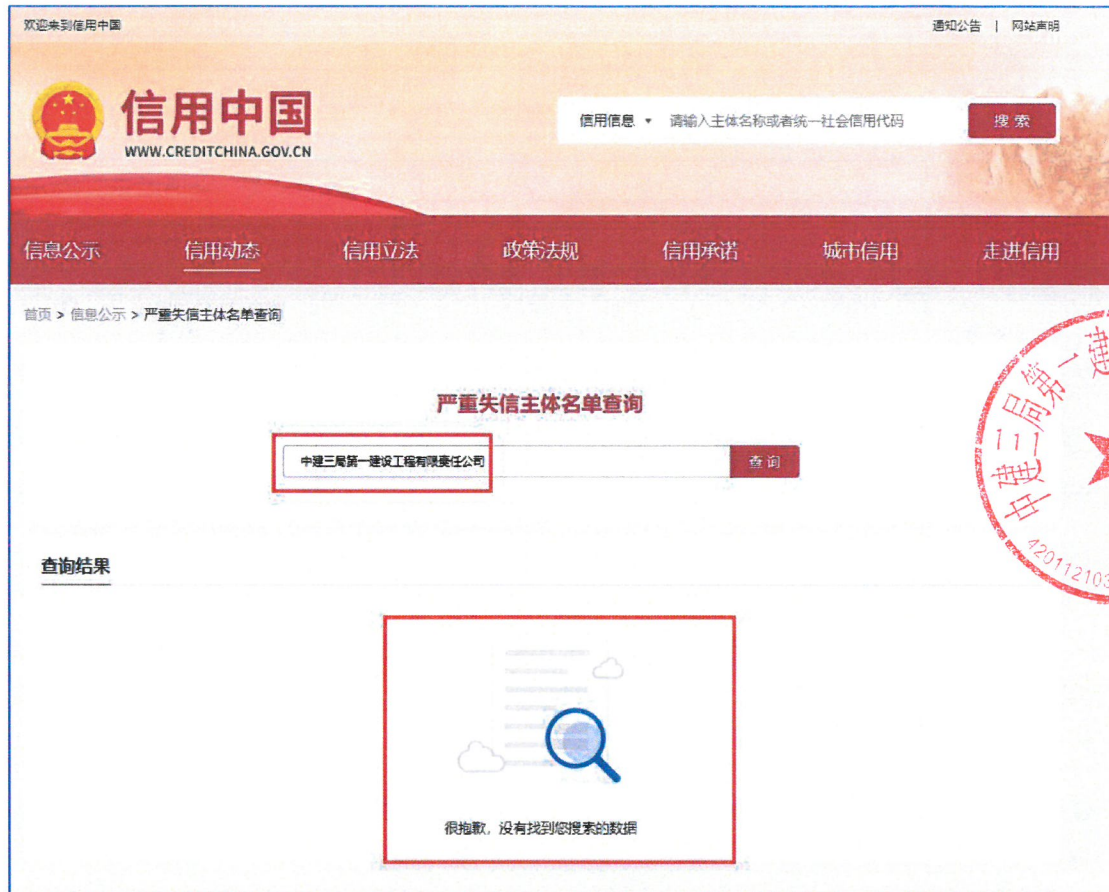 欢迎来到信用中国
通知公告 | 网站声明
信用中国
WWW.CREDITCHINA.GOV.CN
信用信息 请输入主体名称或者统一社会信用代码 搜索
信息公示 信用动态 信用立法 政策法规 信用承诺 城市信用 走进信用
首页 > 信息公示 > 严重失信主体名单查询
严重失信主体名单查询
中建三局第一建设工程有限责任公司 查询
中建三局第一建
420112103
查询结果
很抱歉，没有找到您搜索的数据